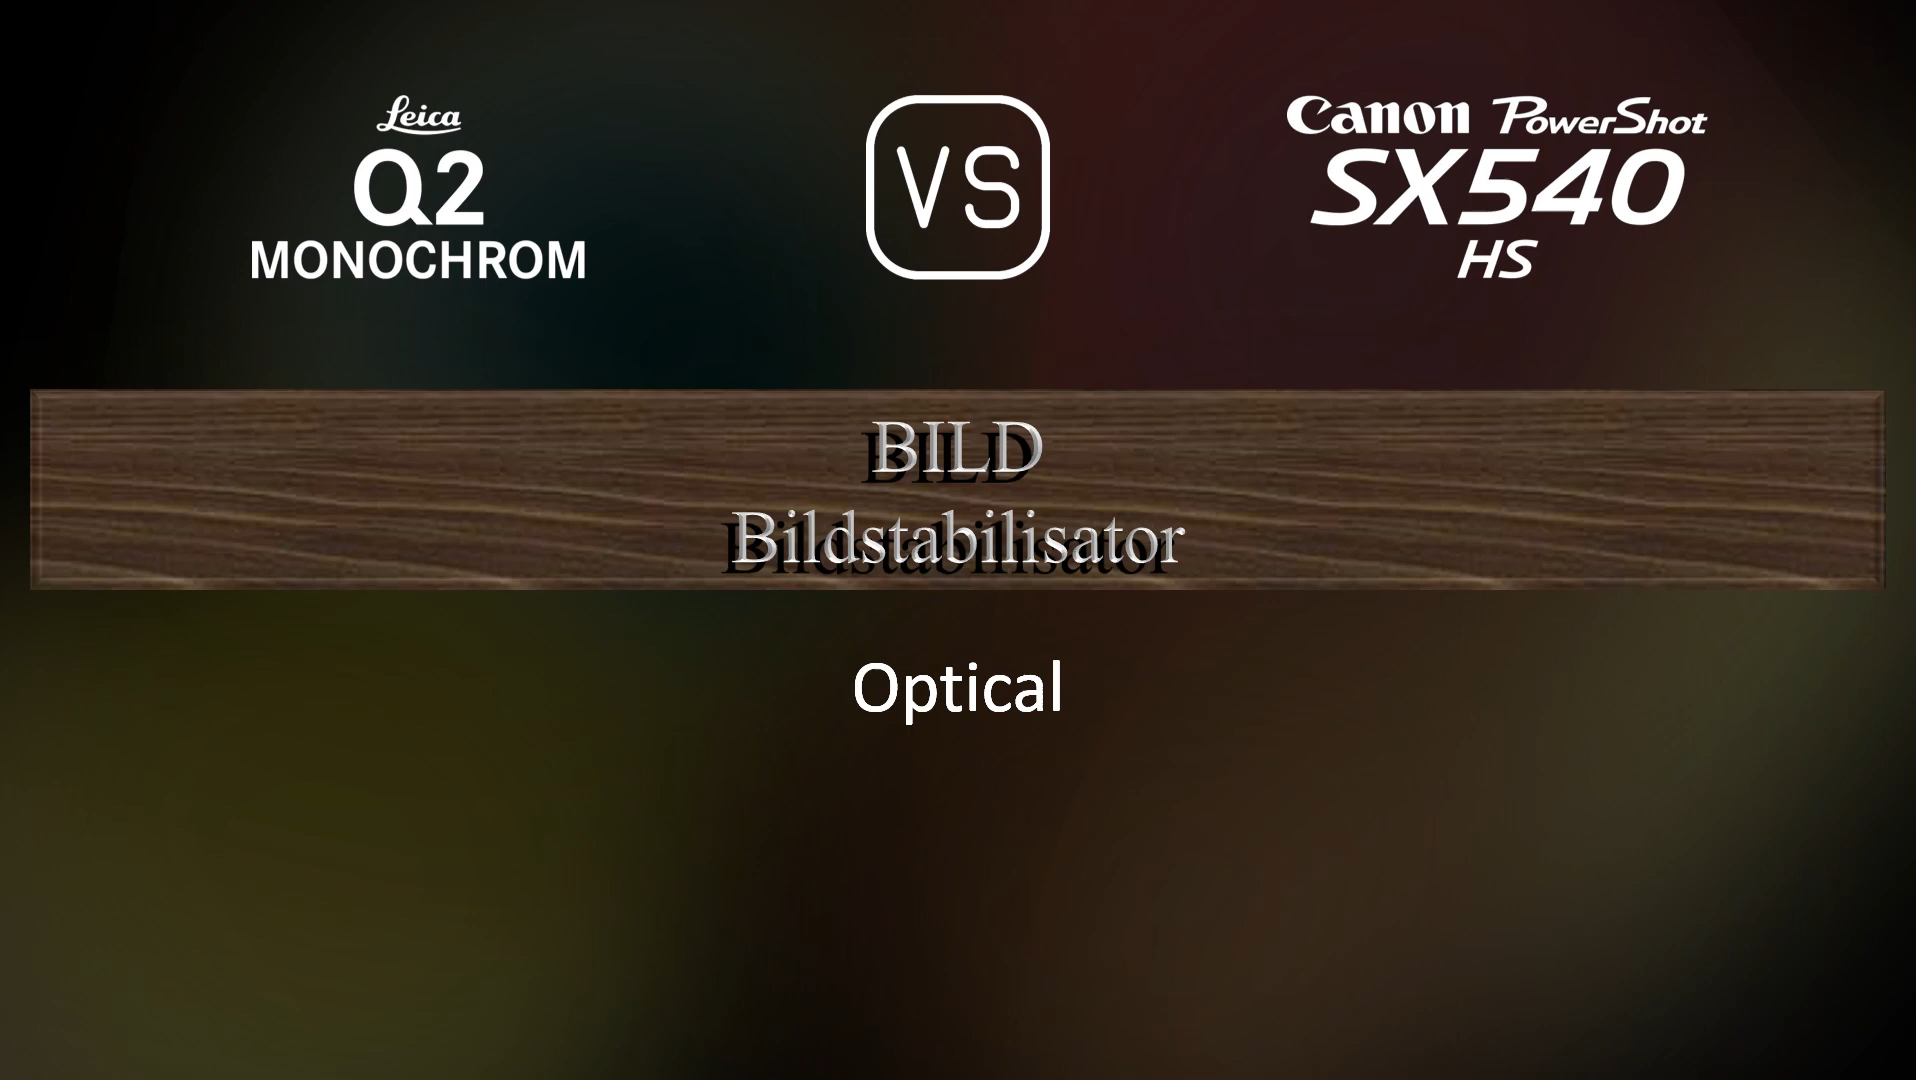 Leica
Q2
MONOCHROM
VS
Canon PowerShot
SX540
HS
BILD
Bildstabilisator
Optical